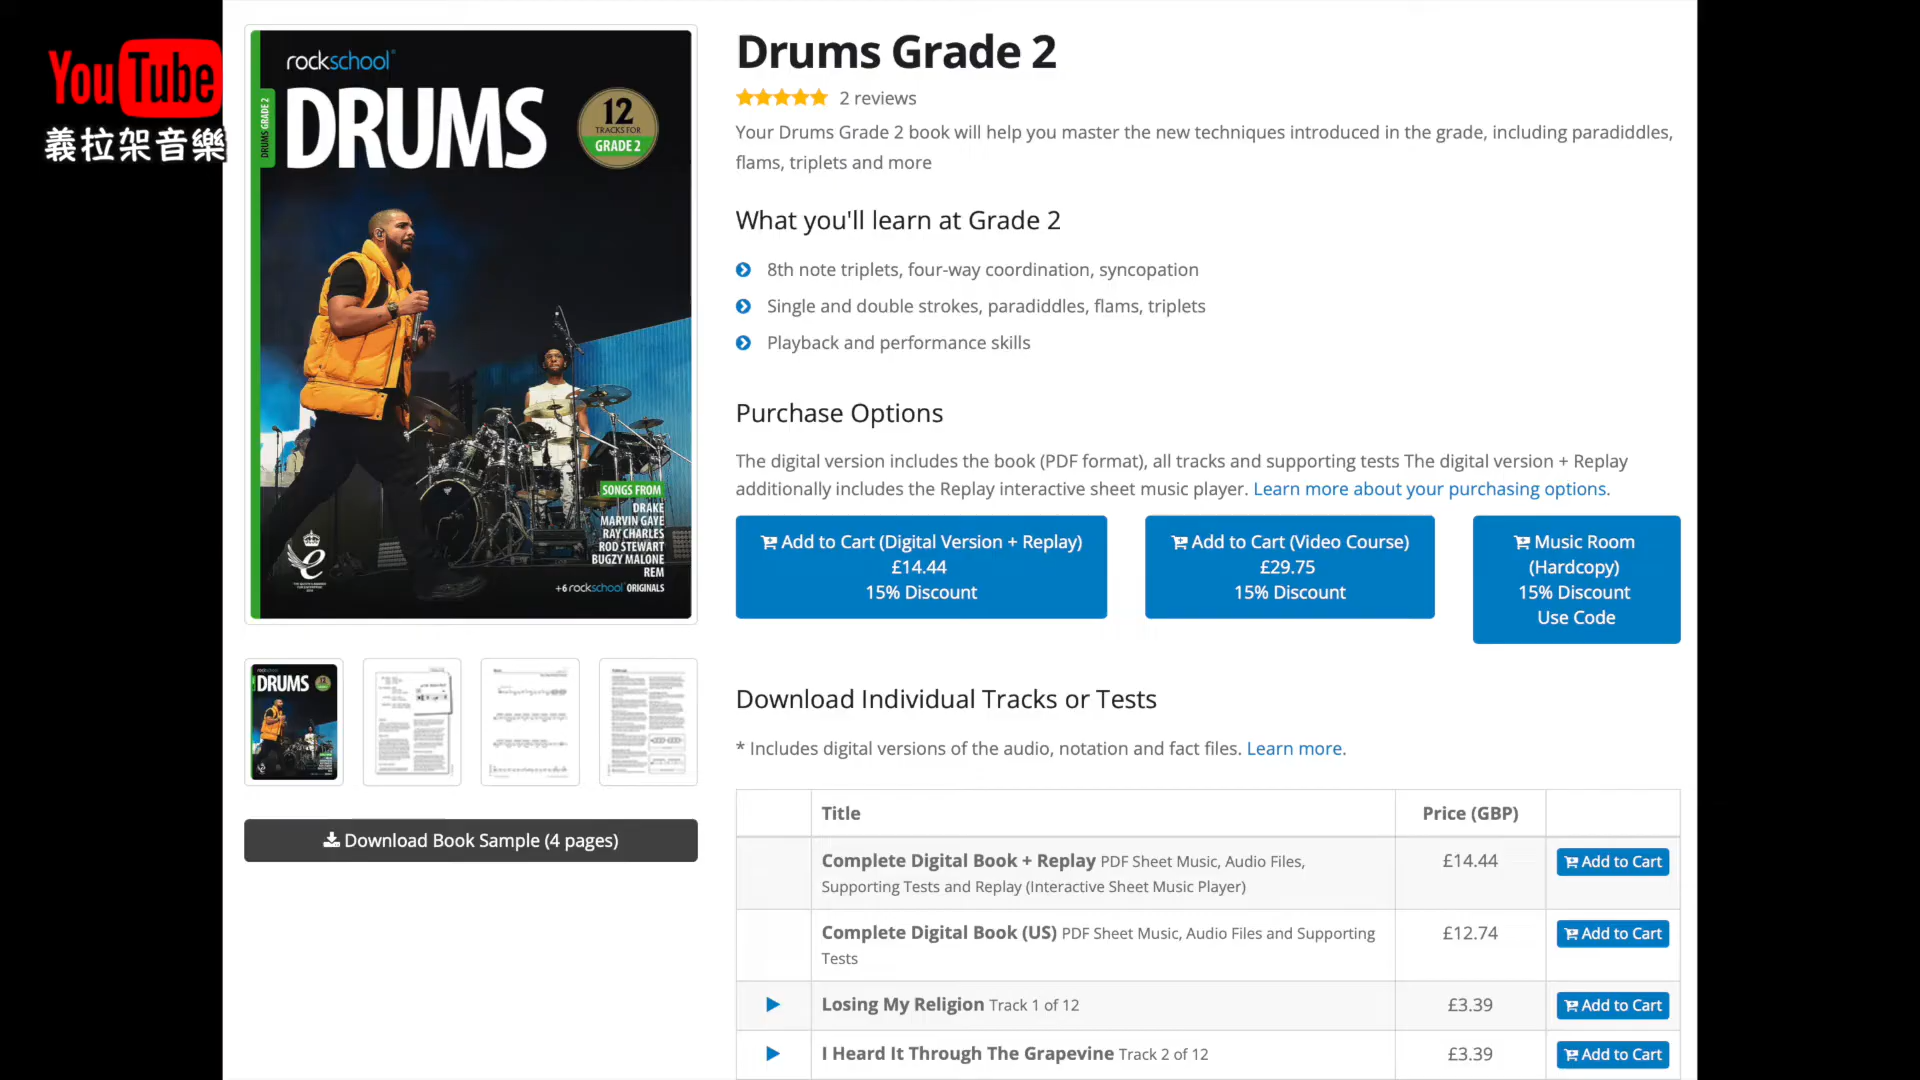 YouTube
義拉架音樂
rockschool
DRUMS GRADE 2
DRUMS
12
TRACKS FOR
GRADE 2
SONGS FROM
DRAKE
MARVIN GAYE
RAY CHARLES
ROD STEWART
BUGZY MALONE
REM
+6 rockschool ORIGINALS
DRUMS
Download Book Sample (4 pages)
Drums Grade 2
2 reviews
Your Drums Grade 2 book will help you master the new techniques introduced in the grade, including paradiddles,
flams, triplets and more
What you'll learn at Grade 2
8th note triplets, four-way coordination, syncopation
Single and double strokes, paradiddles, flams, triplets
Playback and performance skills
Purchase Options
The digital version includes the book (PDF format), all tracks and supporting tests The digital version + Replay
additionally includes the Replay interactive sheet music player. Learn more about your purchasing options.
Add to Cart (Digital Version + Replay)
£14.44
15% Discount
Add to Cart (Video Course)
£29.75
15% Discount
Music Room
(Hardcopy)
15% Discount
Use Code
Download Individual Tracks or Tests
* Includes digital versions of the audio, notation and fact files. Learn more.
Title Price (GBP)
Complete Digital Book + Replay PDF Sheet Music, Audio Files, £14.44 Add to Cart
Supporting Tests and Replay (Interactive Sheet Music Player)
Complete Digital Book (US) PDF Sheet Music, Audio Files and Supporting £12.74 Add to Cart
Tests
Losing My Religion Track 1 of 12 £3.39 Add to Cart
I Heard It Through The Grapevine Track 2 of 12 £3.39 Add to Cart